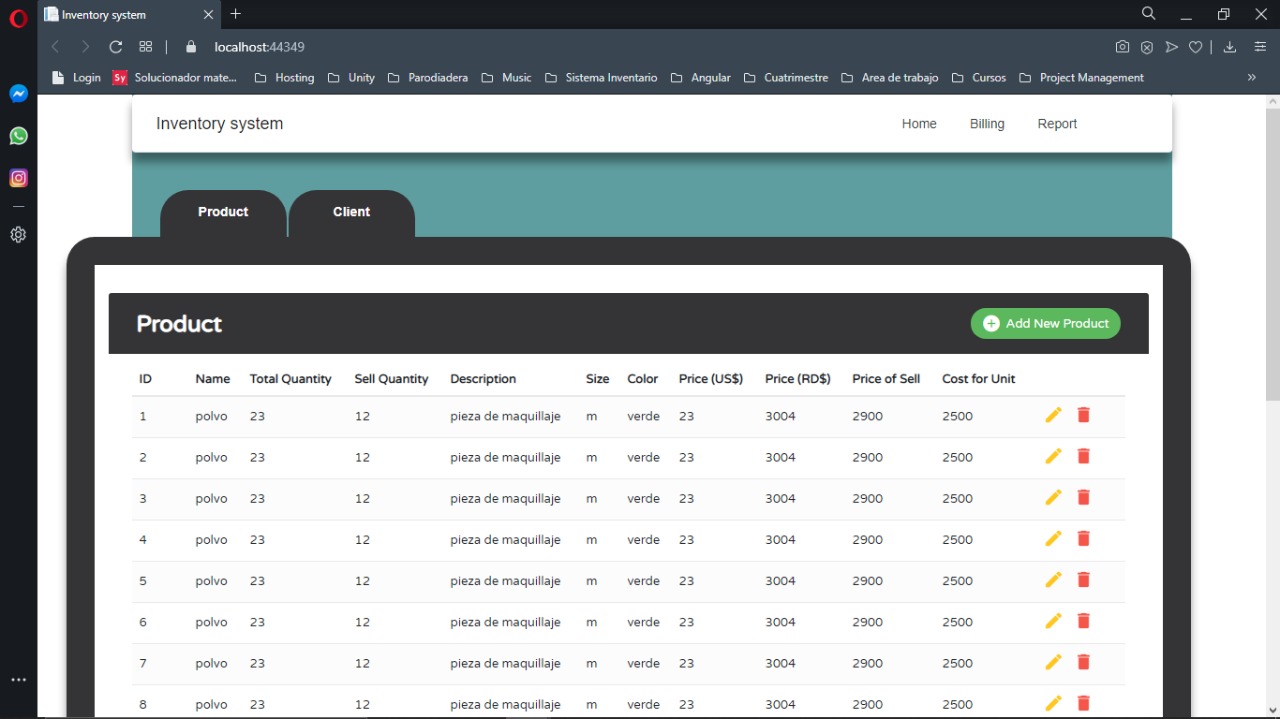 Inventory system
localhost:44349
Login Sy Solucionador mate... Hosting Unity Parodiadera Music Sistema Inventario Angular Cuatrimestre Area de trabajo Cursos Project Management »
Inventory system Home Billing Report
Product Client
Product Add New Product
ID Name Total Quantity Sell Quantity Description Size Color Price (US$) Price (RD$) Price of Sell Cost for Unit
1 polvo 23 12 pieza de maquillaje m verde 23 3004 2900 2500
2 polvo 23 12 pieza de maquillaje m verde 23 3004 2900 2500
3 polvo 23 12 pieza de maquillaje m verde 23 3004 2900 2500
4 polvo 23 12 pieza de maquillaje m verde 23 3004 2900 2500
5 polvo 23 12 pieza de maquillaje m verde 23 3004 2900 2500
6 polvo 23 12 pieza de maquillaje m verde 23 3004 2900 2500
7 polvo 23 12 pieza de maquillaje m verde 23 3004 2900 2500
8 polvo 23 12 pieza de maquillaje m verde 23 3004 2900 2500